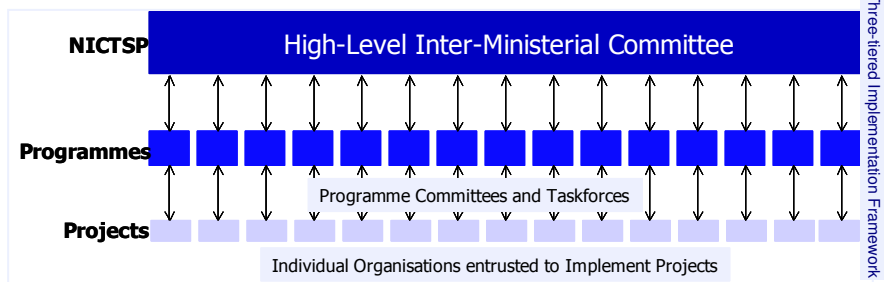 NICTSP
High-Level Inter-Ministerial Committee
Programmes
Programme Committees and Taskforces
Projects
Individual Organisations entrusted to Implement Projects
Three-tiered Implementation Framework